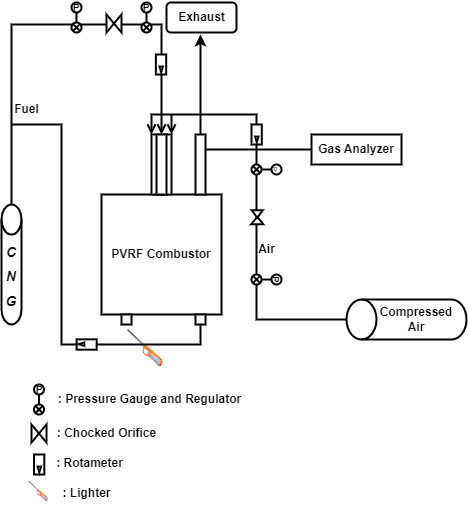 P
P
Exhaust
Fuel
Gas Analyzer
P
C
N
G
PVRF Combustor
Air
P
Compressed
Air
P
: Pressure Gauge and Regulator
: Chocked Orifice
: Rotameter
: Lighter